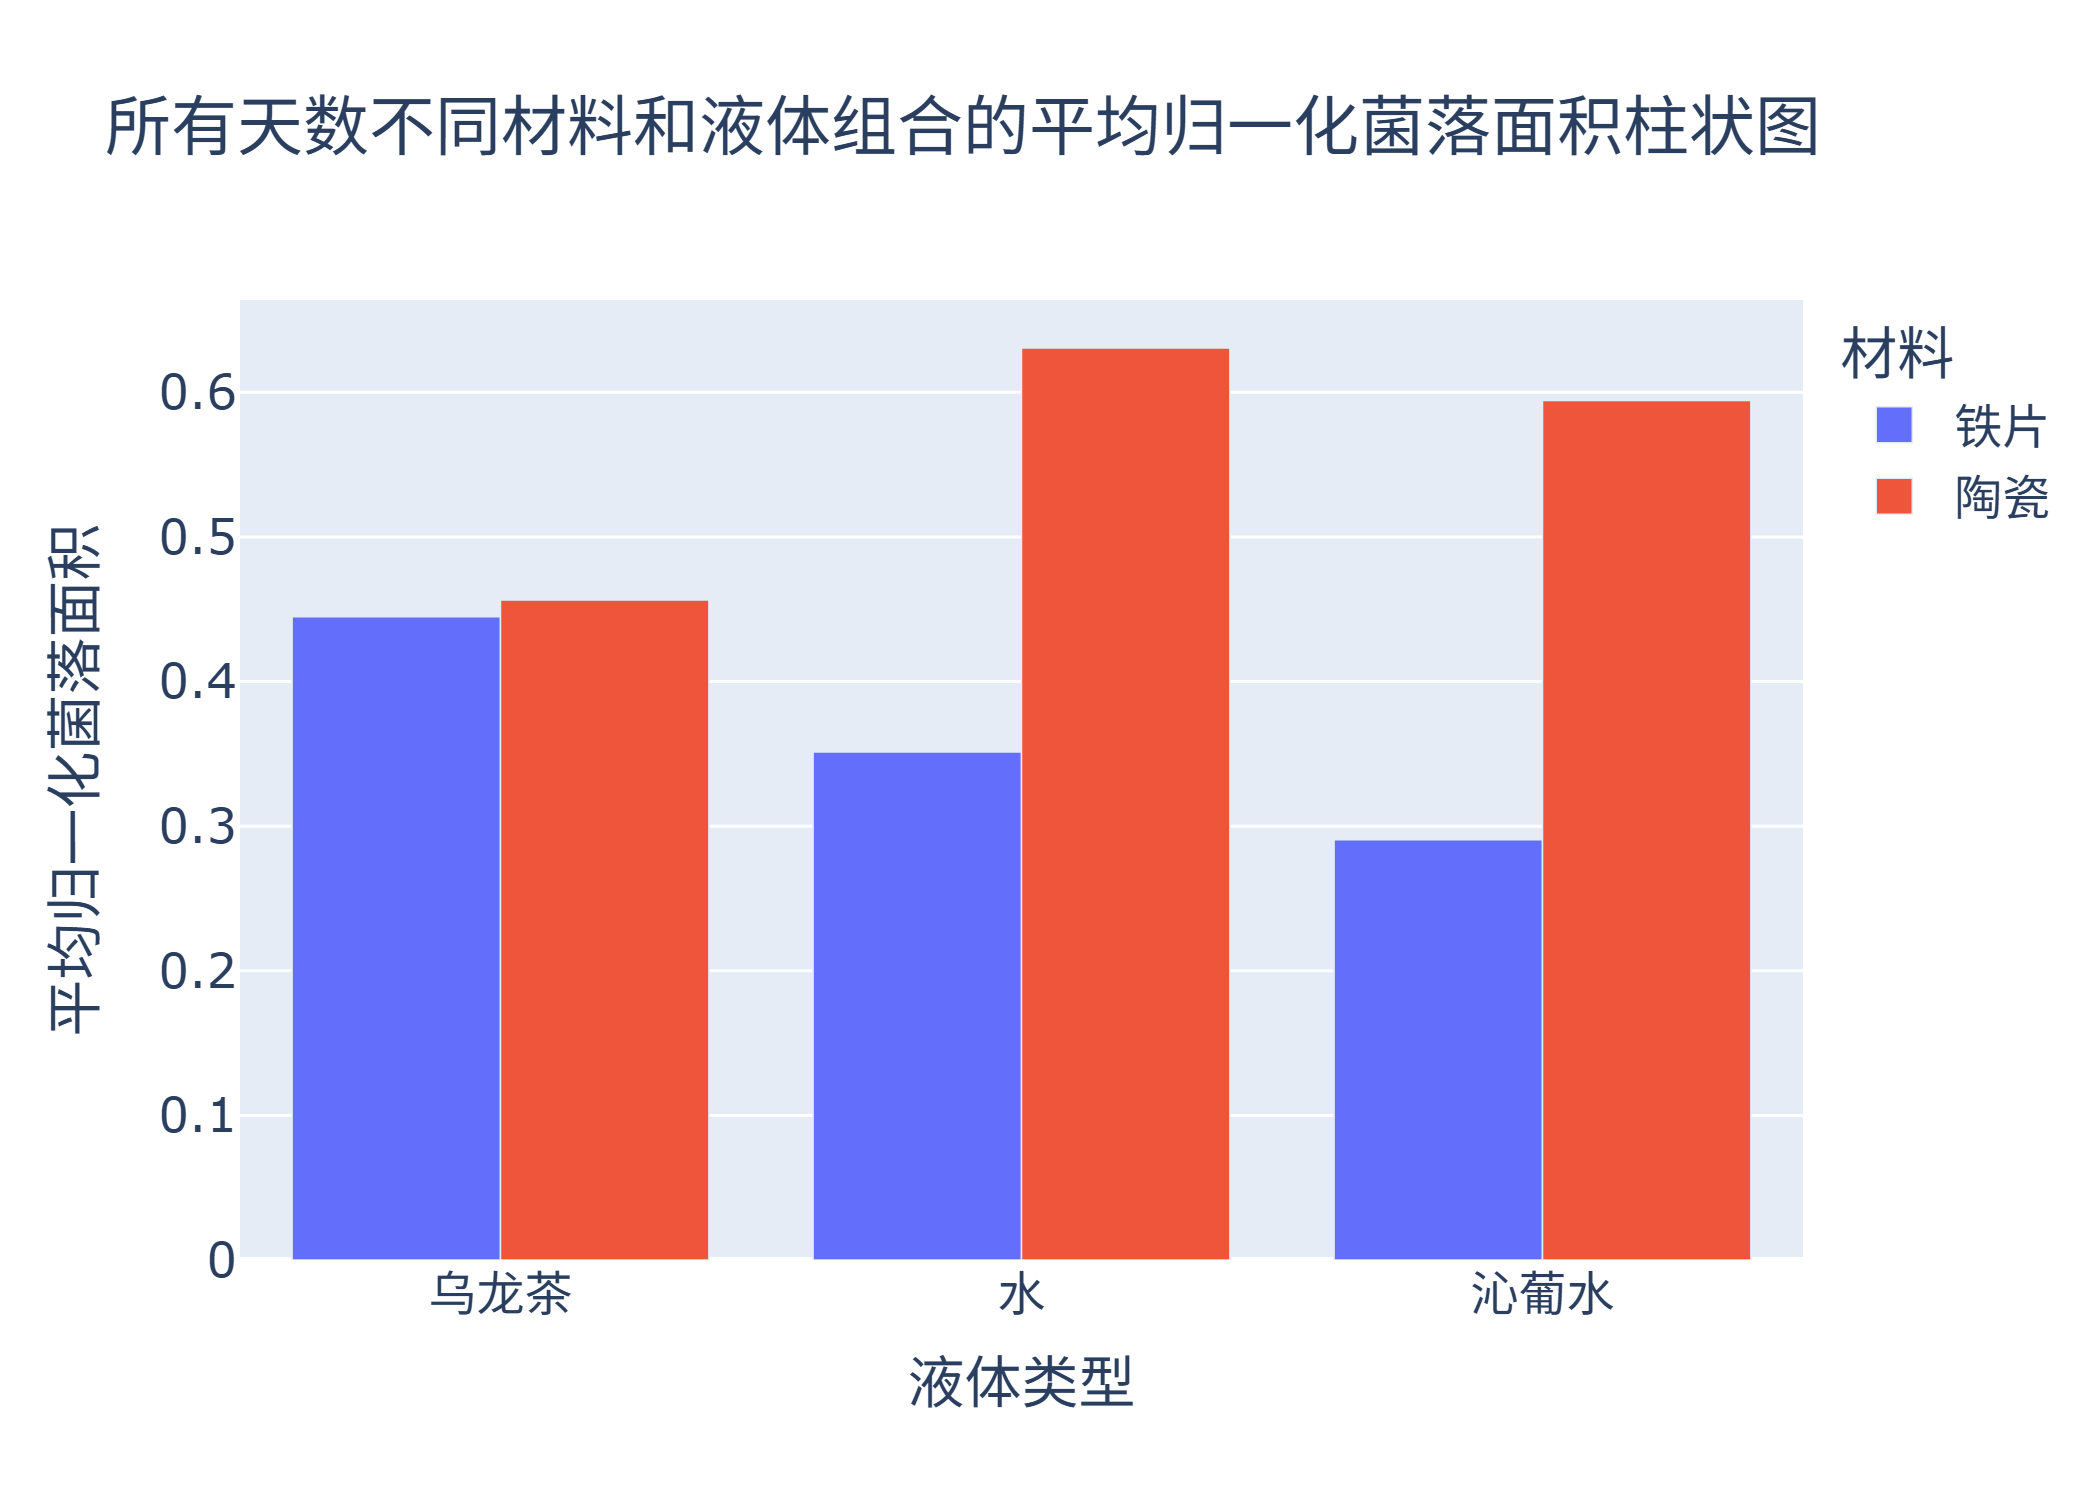 所有天数不同材料和液体组合的平均归一化菌落面积柱状图
材料
铁片
陶瓷
平均归一化菌落面积
0.6
0.5
0.4
0.3
0.2
0.1
0
乌龙茶
水
沁葡水
液体类型